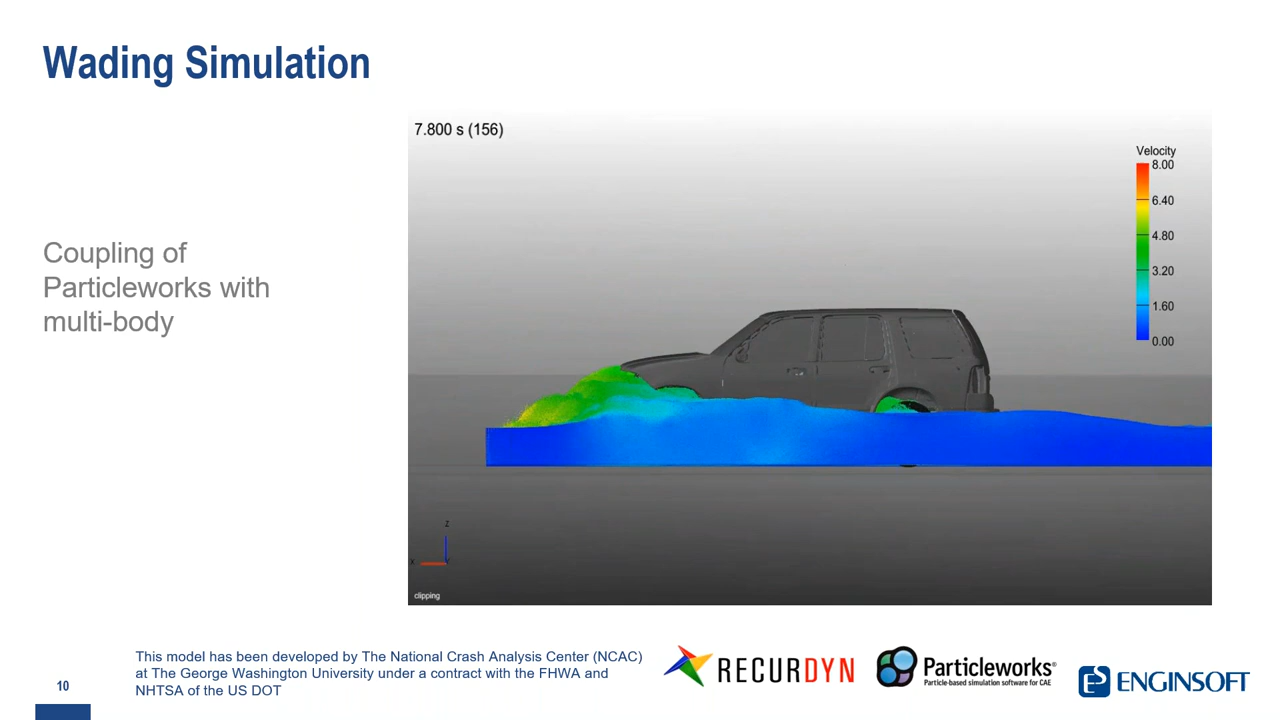 Wading Simulation
7.800 s (156)
Velocity
8.00
6.40
4.80
3.20
1.60
0.00
Coupling of
Particleworks with
multi-body
z
x
clipping
This model has been developed by The National Crash Analysis Center (NCAC)
at The George Washington University under a contract with the FHWA and
NHTSA of the US DOT
RECURDYN
Particleworks®
Particle-based simulation software for CAE
ENGINSOFT
10